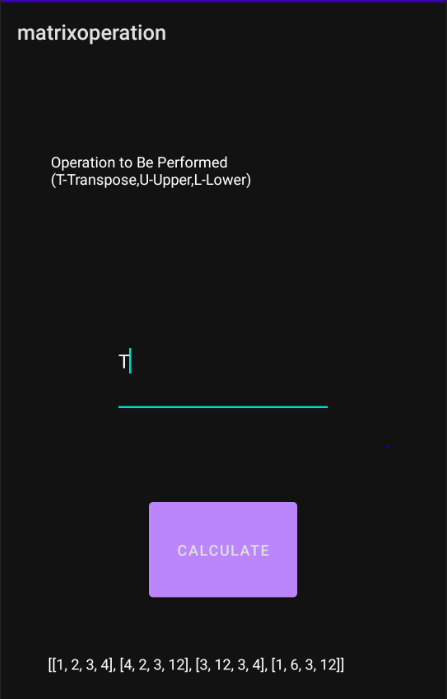 matrixoperation
Operation to Be Performed
(T-Transpose,U-Upper,L-Lower)
T
CALCULATE
[[1, 2, 3, 4], [4, 2, 3, 12], [3, 12, 3, 4], [1, 6, 3, 12]]